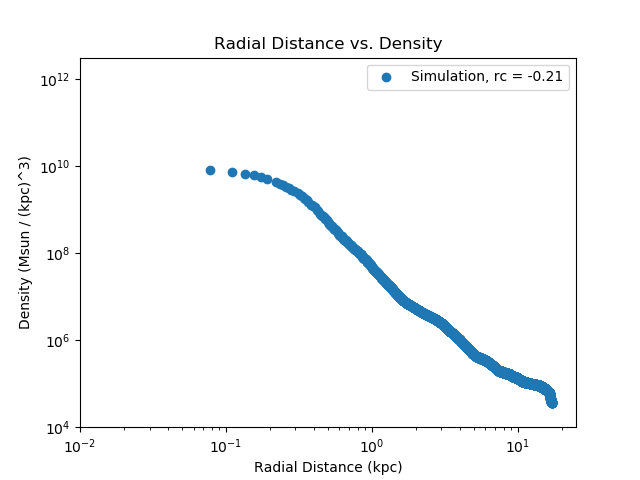 Radial Distance vs. Density
Simulation, rc = -0.21
Density (Msun / (kpc)^3)
10^12
10^10
10^8
10^6
10^4
10^−2
10^−1
10^0
10^1
Radial Distance (kpc)